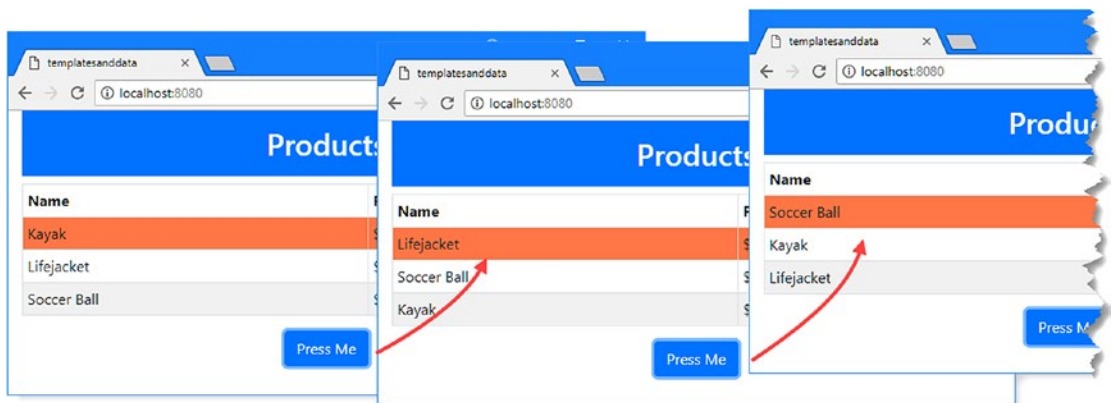 templatesanddata
localhost:8080
Products
Name
Kayak
Lifejacket
Soccer Ball
Press Me
templatesanddata
localhost:8080
Products
Name
Lifejacket
Soccer Ball
Kayak
Press Me
templatesanddata
localhost:8080
Name
Soccer Ball
Kayak
Lifejacket
Press